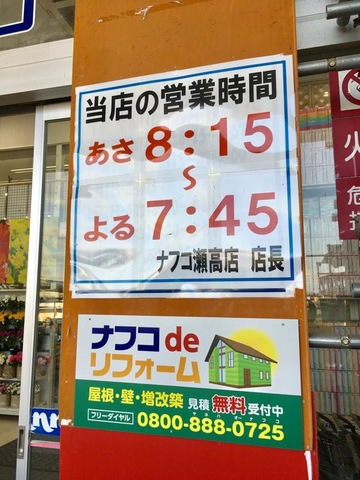 当店の営業時間
あさ 8:15
〜
よる 7:45
ナフコ瀬高店 店長
ナフコ de
リフォーム
屋根・壁・増改築 見積 無料 受付中
フリーダイヤル 0800-888-0725
火
危